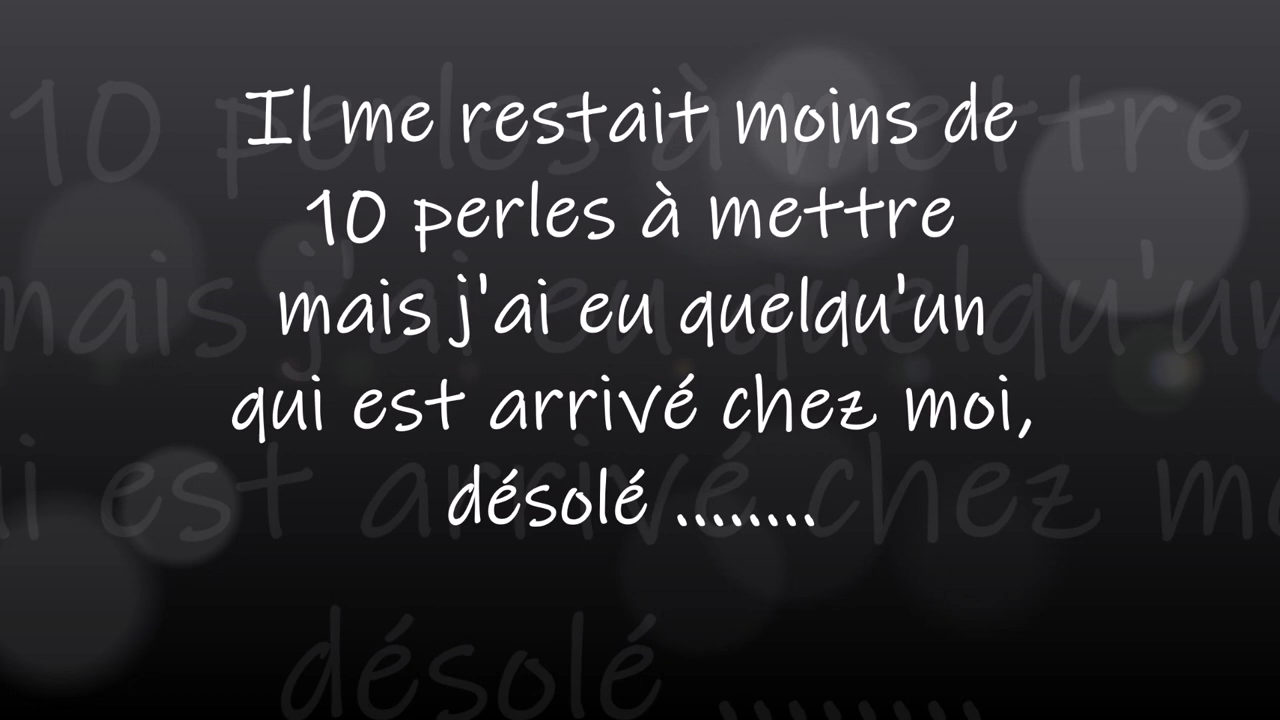 Il me restait moins de
10 perles à mettre
mais j'ai eu quelqu'un
qui est arrivé chez moi,
désolé ........